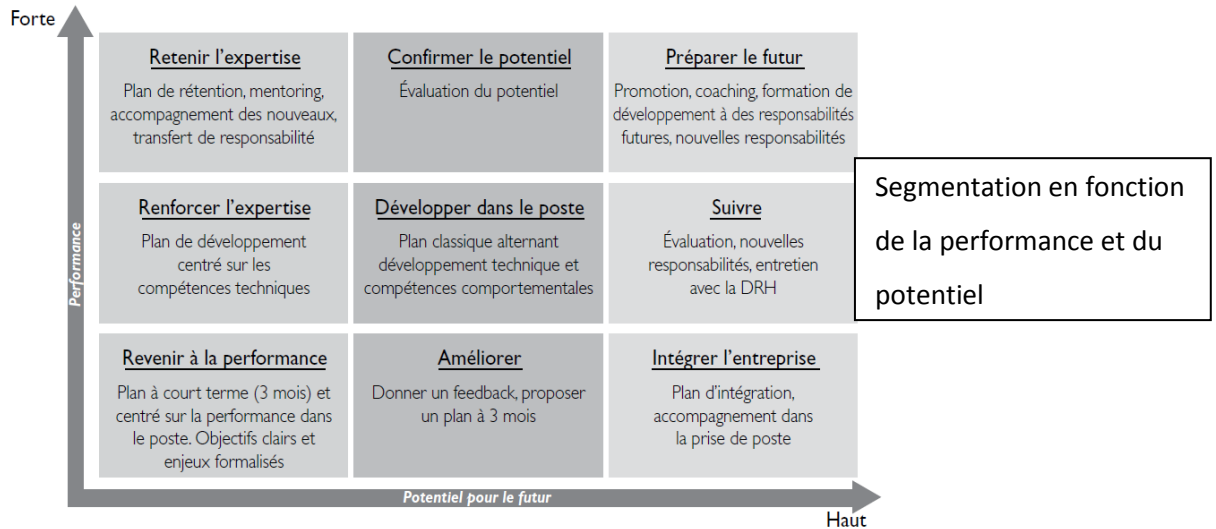 Forte
Retenir l'expertise
Plan de rétention, mentoring,
accompagnement des nouveaux,
transfert de responsabilité
Confirmer le potentiel
Évaluation du potentiel
Préparer le futur
Promotion, coaching, formation de
développement à des responsabilités
futures, nouvelles responsabilités
Segmentation en fonction
de la performance et du
potentiel
Performance
Renforcer l'expertise
Plan de développement
centré sur les
compétences techniques
Développer dans le poste
Plan classique alternant
développement technique et
compétences comportementales
Suivre
Évaluation, nouvelles
responsabilités, entretien
avec la DRH
Revenir à la performance
Plan à court terme (3 mois) et
centré sur la performance dans
le poste. Objectifs clairs et
enjeux formalisés
Améliorer
Donner un feedback, proposer
un plan à 3 mois
Intégrer l'entreprise
Plan d'intégration,
accompagnement dans
la prise de poste
Potentiel pour le futur
Haut